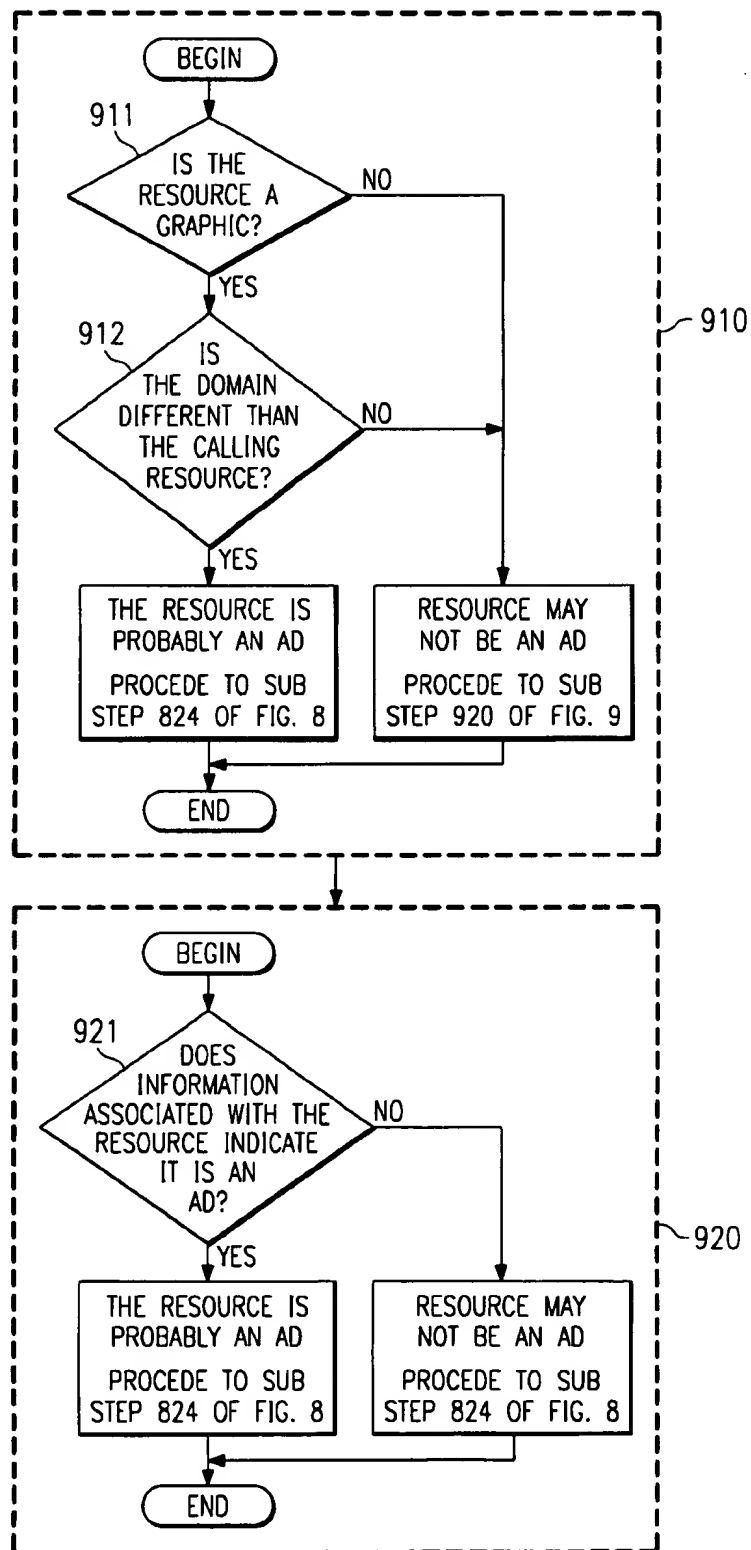 BEGIN
911
IS THE
RESOURCE A
GRAPHIC?
NO
YES
912
IS
THE DOMAIN
DIFFERENT THAN
THE CALLING
RESOURCE?
NO
910
YES
THE RESOURCE IS
PROBABLY AN AD
PROCEDE TO SUB
STEP 824 OF FIG. 8
RESOURCE MAY
NOT BE AN AD
PROCEDE TO SUB
STEP 920 OF FIG. 9
END
BEGIN
921
DOES
INFORMATION
ASSOCIATED WITH THE
RESOURCE INDICATE
IT IS AN
AD?
NO
920
YES
THE RESOURCE IS
PROBABLY AN AD
PROCEDE TO SUB
STEP 824 OF FIG. 8
RESOURCE MAY
NOT BE AN AD
PROCEDE TO SUB
STEP 824 OF FIG. 8
END